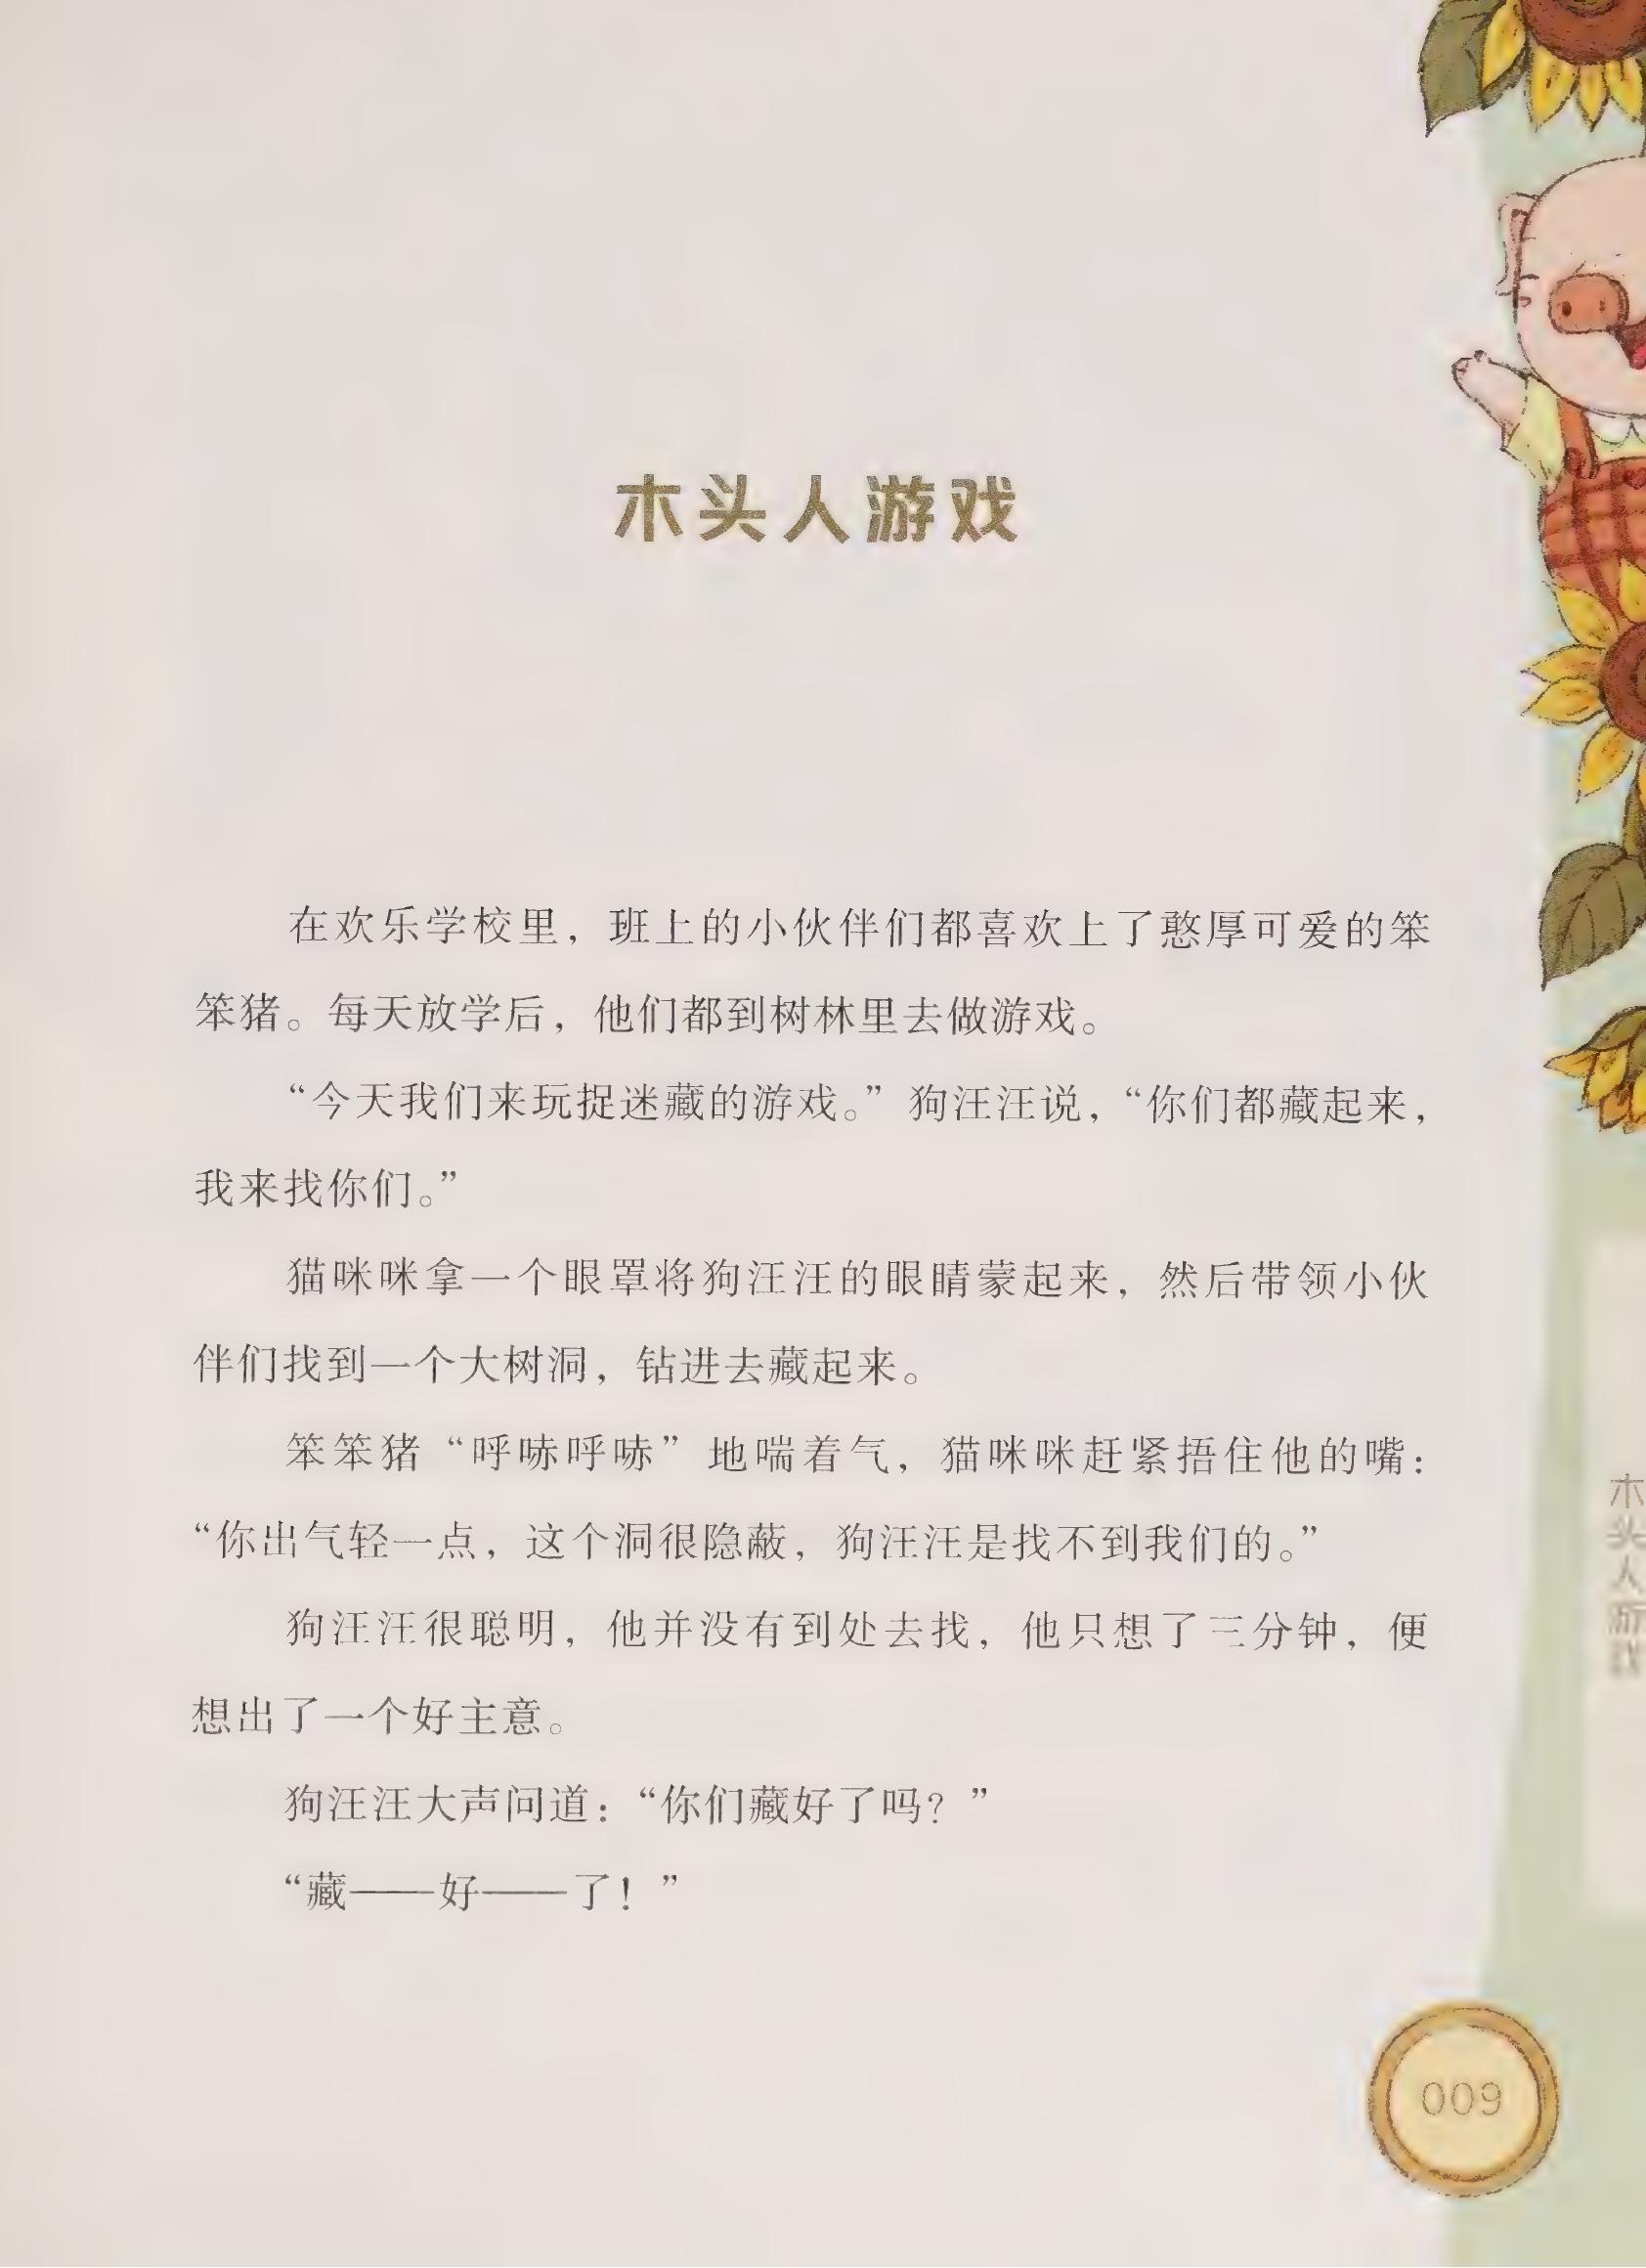 木头人游戏
在欢乐学校里，班上的小伙伴们都喜欢上了憨厚可爱的笨
笨猪。每天放学后，他们都到树林里去做游戏。
“今天我们来玩捉迷藏的游戏。”狗汪汪说，“你们都藏起来，
我来找你们。”
猫咪咪拿一个眼罩将狗汪汪的眼睛蒙起来，然后带领小伙
伴们找到一个大树洞，钻进去藏起来。
笨笨猪“呼哧呼哧”地喘着气，猫咪咪赶紧捂住他的嘴：
“你出气轻一点，这个洞很隐蔽，狗汪汪是找不到我们的。”
狗汪汪很聪明，他并没有到处去找，他只想了三分钟，便
想出了一个好主意。
狗汪汪大声问道：“你们藏好了吗？”
“藏——好——了！”
木头人游戏
009